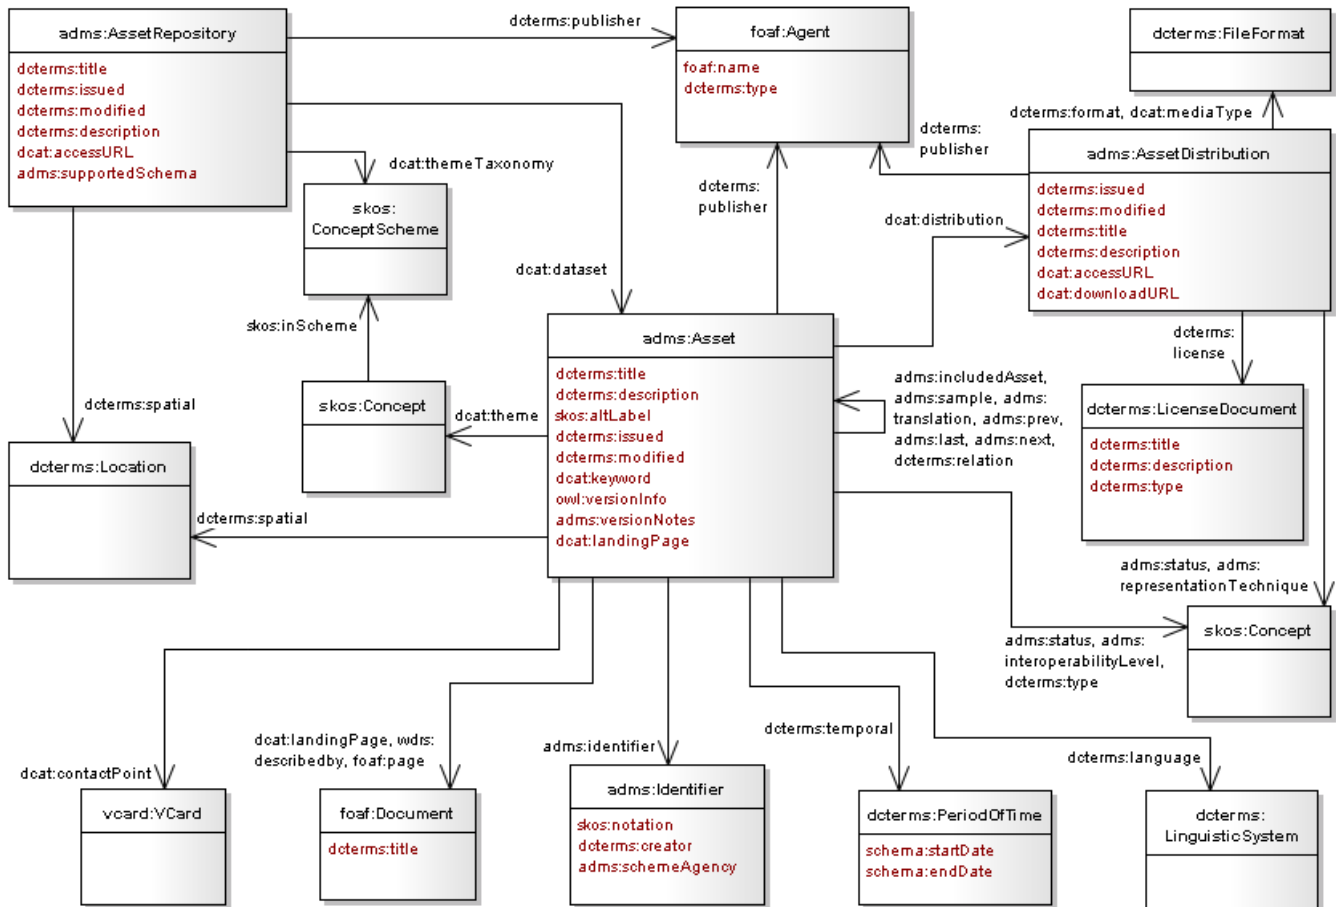 adms:AssetRepository
dcterms:title
dcterms:issued
dcterms:modified
dcterms:description
dcat:accessURL
adms:supportedSchema
dcterms:publisher
foaf:Agent
foaf:name
dcterms:type
dcterms:FileFormat
dcterms:format, dcat:mediaType
dcterms:
publisher
adms:AssetDistribution
dcterms:issued
dcterms:modified
dcterms:title
dcterms:description
dcat:accessURL
dcat:downloadURL
dcat:themeTaxonomy
skos:
ConceptScheme
dcterms:
publisher
dcat:distribution
dcat:dataset
skos:inScheme
adms:Asset
dcterms:title
dcterms:description
skos:altLabel
dcterms:issued
dcterms:modified
dcat:keyword
owl:versionInfo
adms:versionNotes
dcat:landingPage
dcterms:
license
adms:includedAsset,
adms:sample, adms:
translation, adms:prev,
adms:last, adms:next,
dcterms:relation
dcterms:LicenseDocument
dcterms:title
dcterms:description
dcterms:type
skos:Concept
dcat:theme
dcterms:spatial
dcterms:Location
dcterms:spatial
adms:status, adms:
representationTechnique
skos:Concept
adms:status, adms:
interoperabilityLevel,
dcterms:type
dcat:contactPoint
dcat:landingPage, wdrs:
describedby, foaf:page
adms:identifier
dcterms:temporal
dcterms:language
vcard:VCard
foaf:Document
dcterms:title
adms:Identifier
skos:notation
dcterms:creator
adms:schemeAgency
dcterms:PeriodOfTime
schema:startDate
schema:endDate
dcterms:
LinguisticSystem